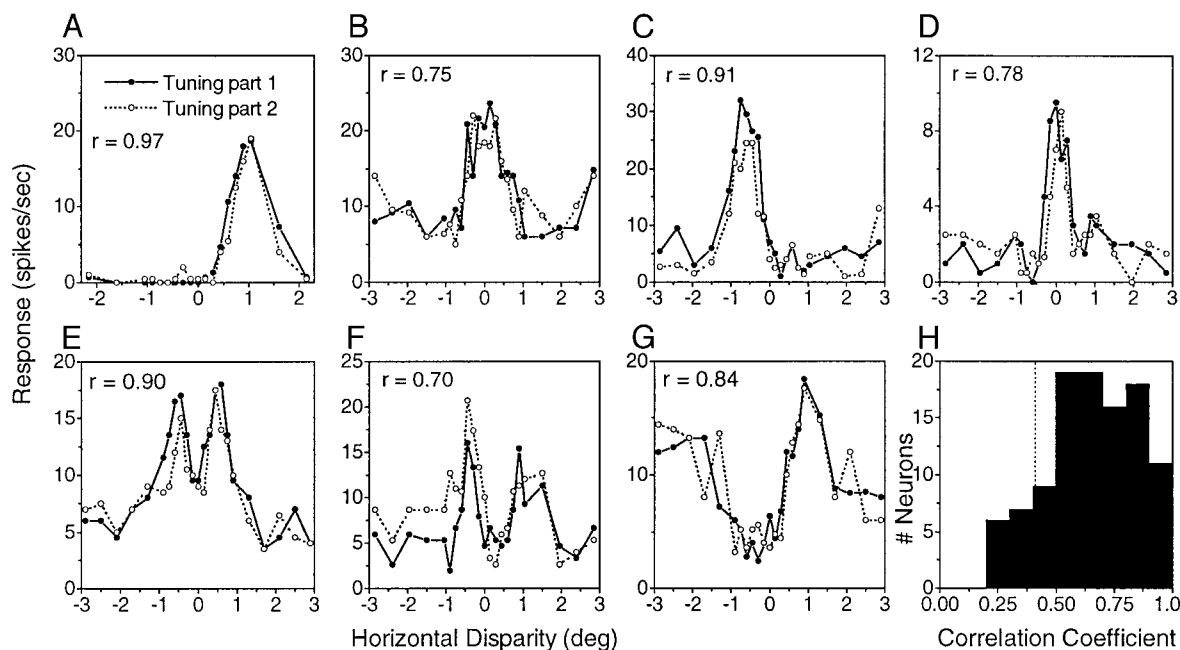 A
B
C
D
30
20
10
0
Tuning part 1
Tuning part 2
r = 0.97
-2 -1 0 1 2
30
20
10
0
r = 0.75
-3 -2 -1 0 1 2 3
40
30
20
10
0
r = 0.91
-3 -2 -1 0 1 2 3
12
9
6
3
0
r = 0.78
-3 -2 -1 0 1 2 3
Response (spikes/sec)
E
F
G
H
20
15
10
5
0
r = 0.90
-3 -2 -1 0 1 2 3
25
20
15
10
5
0
r = 0.70
-3 -2 -1 0 1 2 3
20
10
0
r = 0.84
-3 -2 -1 0 1 2 3
# Neurons
20
15
10
5
0
0.00 0.25 0.50 0.75 1.0
Horizontal Disparity (deg)
Correlation Coefficient